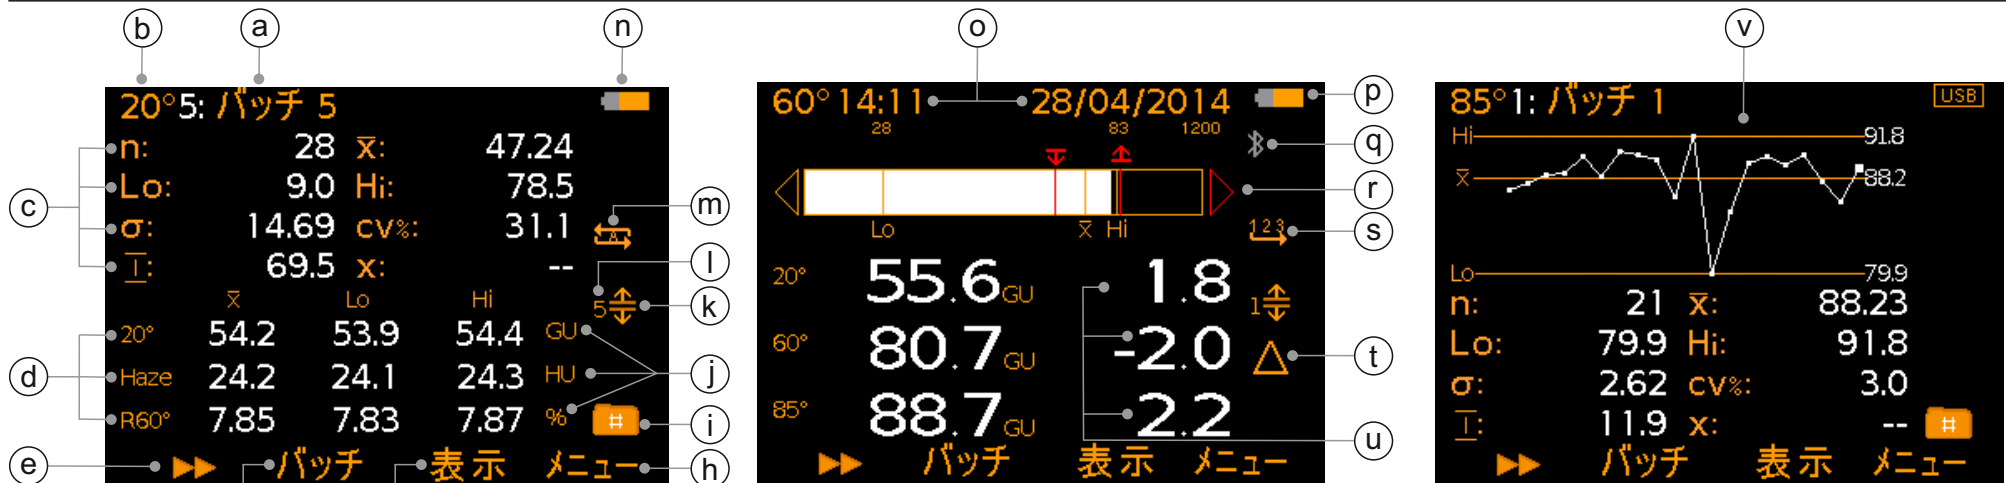 b a n
20°5: バッチ 5
n: 28 x̅: 47.24
Lo: 9.0 Hi: 78.5
σ: 14.69 cv%: 31.1
I: 69.5 x: --
x̅ Lo Hi
20° 54.2 53.9 54.4 GU
Haze 24.2 24.1 24.3 HU
R60° 7.85 7.83 7.87 % #
バッチ 表示 メニュー
5
A
c
d
e
m
l
k
j
i
h
o
60° 14:11 28/04/2014
28 83 1200
Lo x̅ Hi
123
20° 55.6GU 1.8
1
60° 80.7GU -2.0
85° 88.7GU -2.2
バッチ 表示 メニュー
p
q
r
s
t
u
v
85°1: バッチ 1 USB
Hi 91.8
x̅ 88.2
Lo 79.9
n: 21 x̅: 88.23
Lo: 79.9 Hi: 91.8
σ: 2.62 cv%: 3.0
I: 11.9 x: -- #
バッチ 表示 メニュー